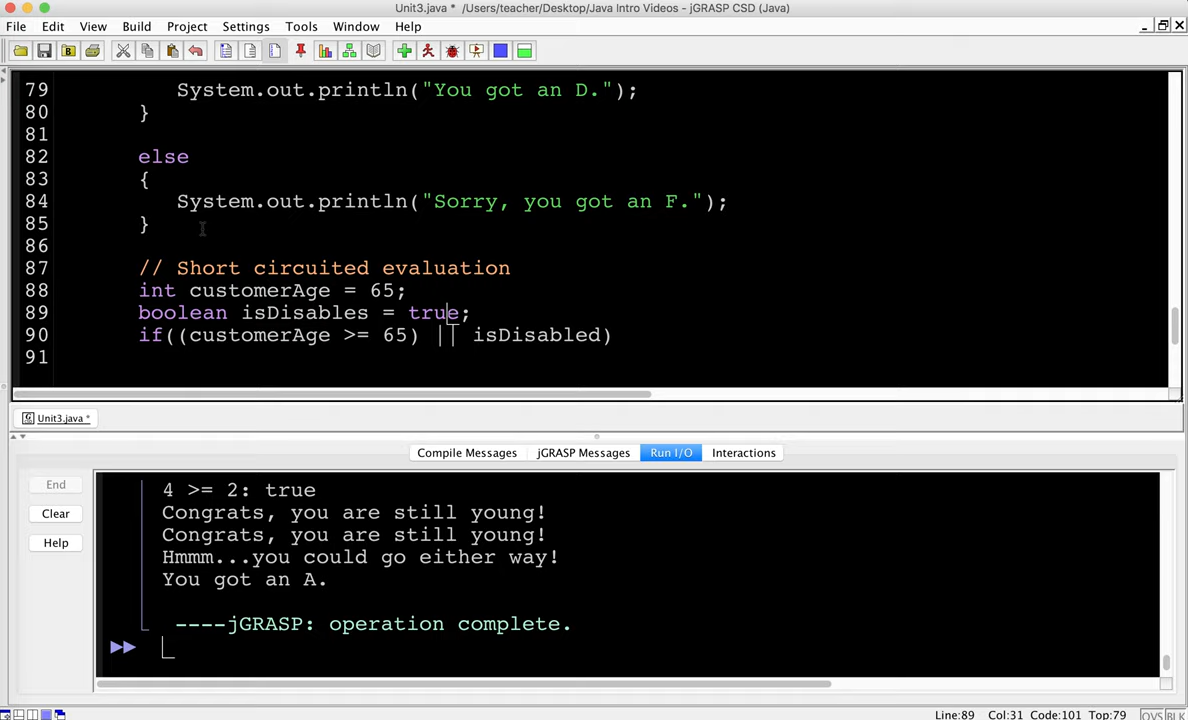 Unit3.java * /Users/teacher/Desktop/Java Intro Videos - jGRASP CSD (Java)
File Edit View Build Project Settings Tools Window Help
79 System.out.println("You got an D.");
80 }
81
82 else
83 {
84 System.out.println("Sorry, you got an F.");
85 }
86
87 // Short circuited evaluation
88 int customerAge = 65;
89 boolean isDisables = true;
90 if((customerAge >= 65) || isDisabled)
91
Unit3.java *
Compile Messages jGRASP Messages Run I/O Interactions
End
Clear
Help
4 >= 2: true
Congrats, you are still young!
Congrats, you are still young!
Hmmm...you could go either way!
You got an A.
----jGRASP: operation complete.
Line:89 Col:31 Code:101 Top:79 OVS BLK